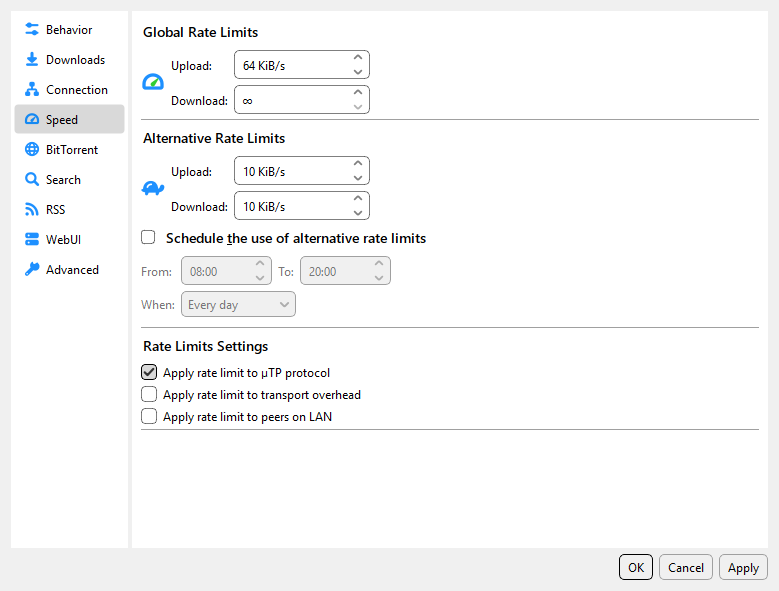 Behavior
Downloads
Connection
Speed
BitTorrent
Search
RSS
WebUI
Advanced
Global Rate Limits
Upload: 64 KiB/s
Download: ∞
Alternative Rate Limits
Upload: 10 KiB/s
Download: 10 KiB/s
Schedule the use of alternative rate limits
From: 08:00 To: 20:00
When: Every day
Rate Limits Settings
Apply rate limit to µTP protocol
Apply rate limit to transport overhead
Apply rate limit to peers on LAN
OK Cancel Apply